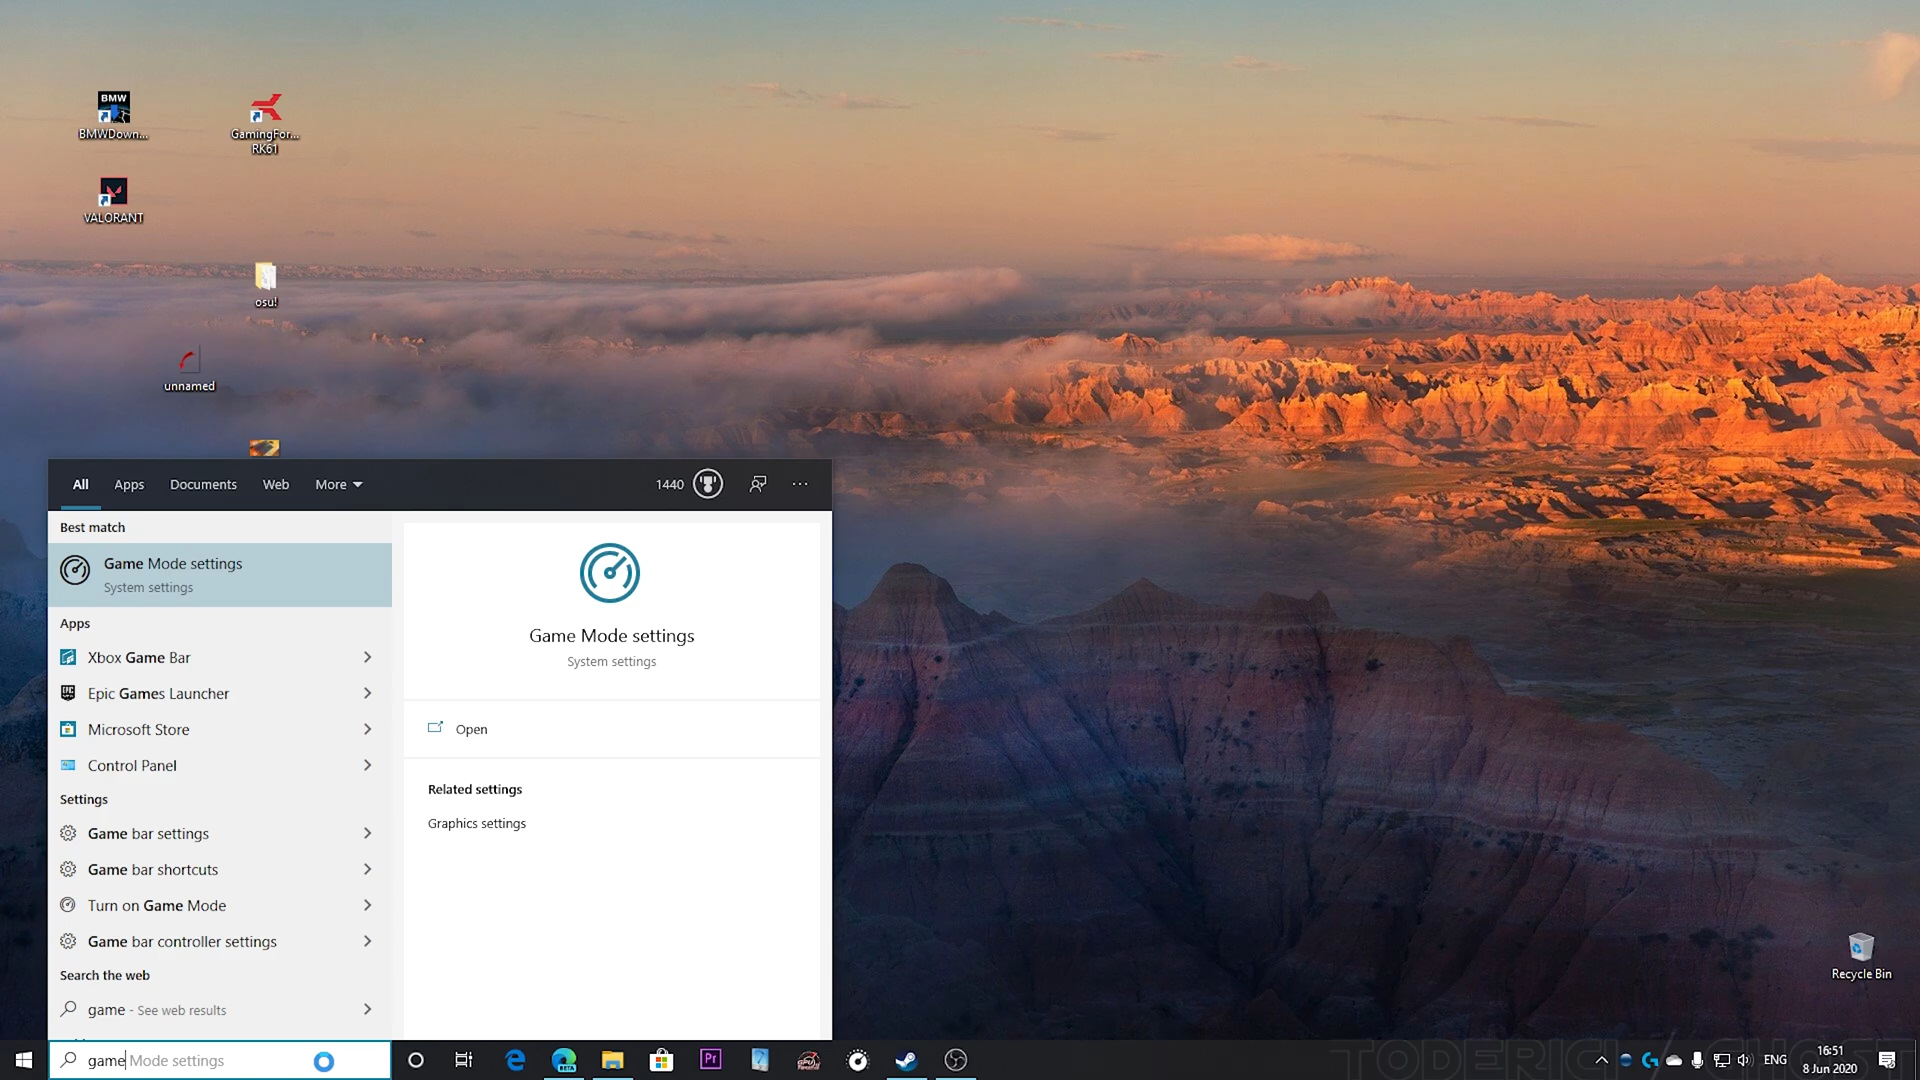 BMW
BMWDown...
GamingFor...
RK61
VALORANT
osu!
unnamed
All
Apps
Documents
Web
More
1440
Best match
Game Mode settings
System settings
Apps
Xbox Game Bar
Epic Games Launcher
Microsoft Store
Control Panel
Settings
Game bar settings
Game bar shortcuts
Turn on Game Mode
Game bar controller settings
Search the web
game - See web results
Game Mode settings
System settings
Open
Related settings
Graphics settings
Recycle Bin
game Mode settings
BETA
Pr
ENG
16:51
8 Jun 2020